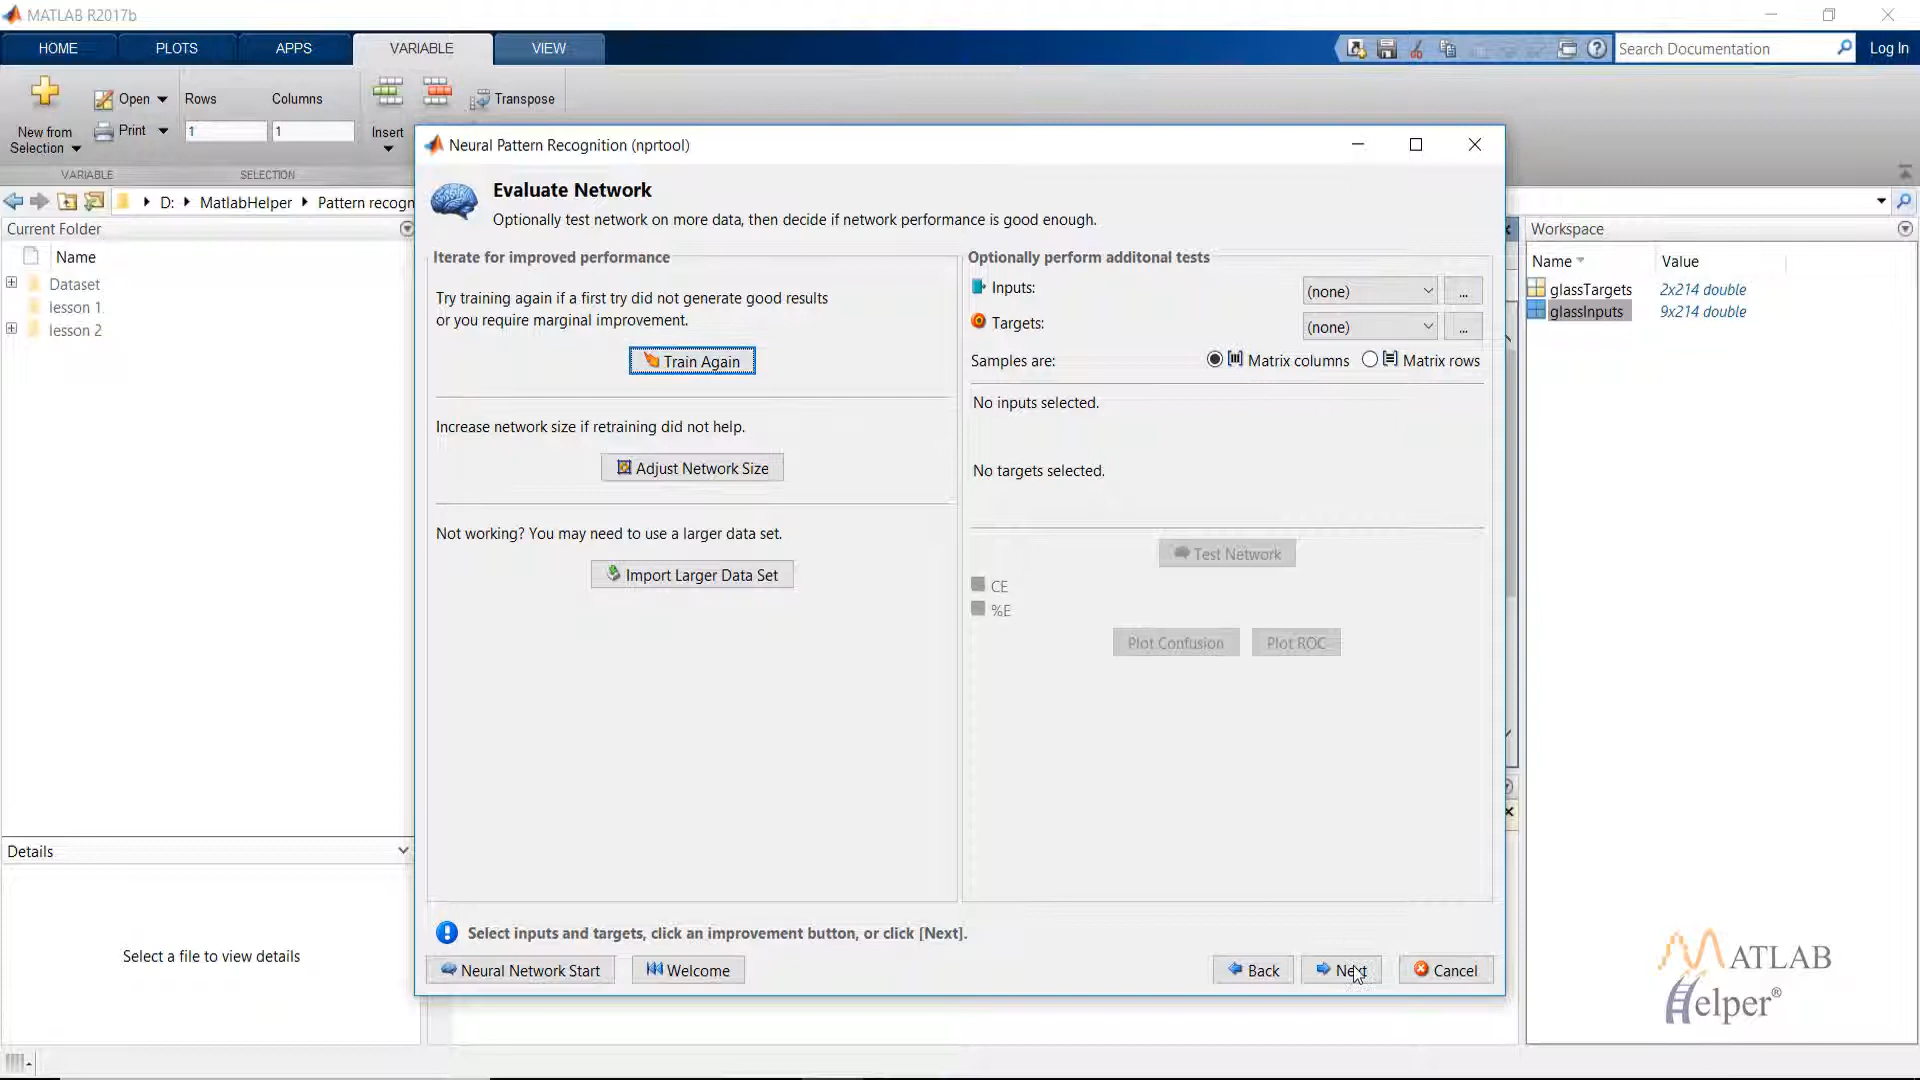 MATLAB R2017b
HOME PLOTS APPS VARIABLE VIEW
Search Documentation Log In
New from Selection
Open
Print
Rows Columns
1 1
Insert
Transpose
VARIABLE SELECTION
D: MatlabHelper Pattern recogn
Current Folder
Name
Dataset
lesson 1
lesson 2
Details
Select a file to view details
Neural Pattern Recognition (nprtool)
Evaluate Network
Optionally test network on more data, then decide if network performance is good enough.
Iterate for improved performance
Try training again if a first try did not generate good results
or you require marginal improvement.
Train Again
Increase network size if retraining did not help.
Adjust Network Size
Not working? You may need to use a larger data set.
Import Larger Data Set
Optionally perform additonal tests
Inputs: (none) ...
Targets: (none) ...
Samples are: Matrix columns Matrix rows
No inputs selected.
No targets selected.
Test Network
CE
%E
Plot Confusion Plot ROC
Select inputs and targets, click an improvement button, or click [Next].
Neural Network Start Welcome Back Next Cancel
Workspace
Name Value
glassTargets 2x214 double
glassInputs 9x214 double
MATLAB
Helper®